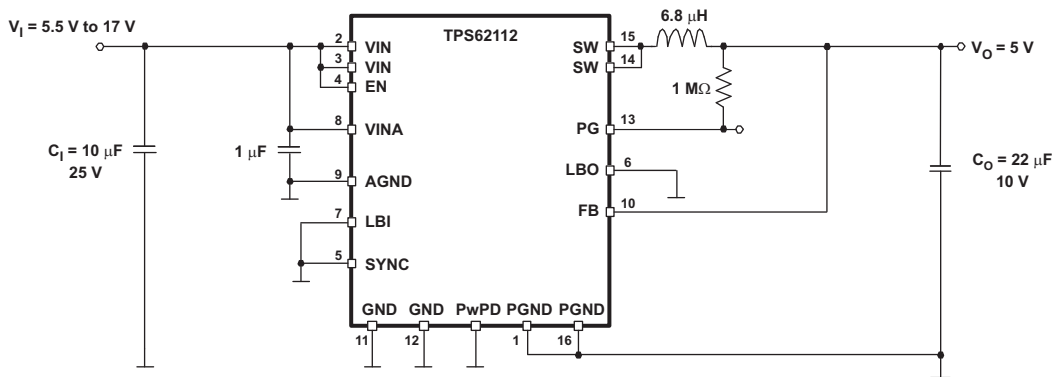 V_I = 5.5 V to 17 V
TPS62112
6.8 μH
V_O = 5 V
2 VIN
3 VIN
4 EN
8 VINA
9 AGND
7 LBI
5 SYNC
SW 15
SW 14
1 MΩ
PG 13
LBO 6
FB 10
C_I = 10 μF
25 V
1 μF
C_O = 22 μF
10 V
GND GND PwPD PGND PGND
11 12 1 16